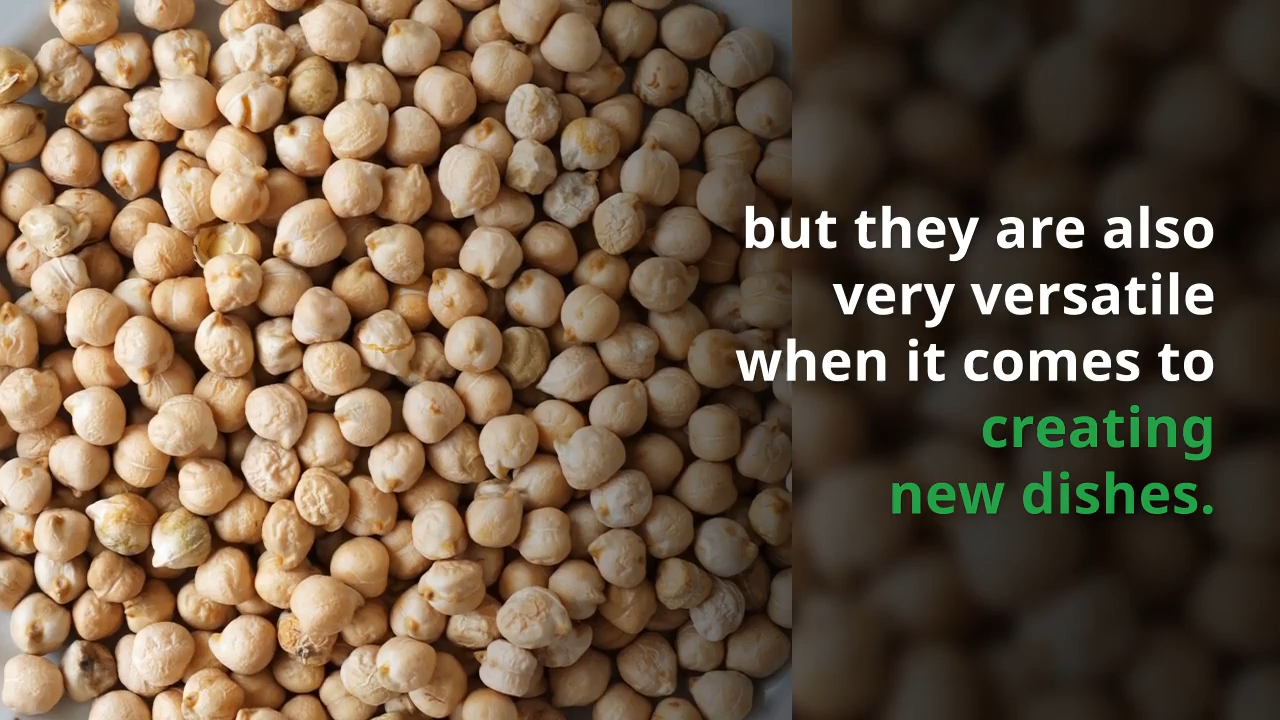 but they are also
very versatile
when it comes to
creating
new dishes.